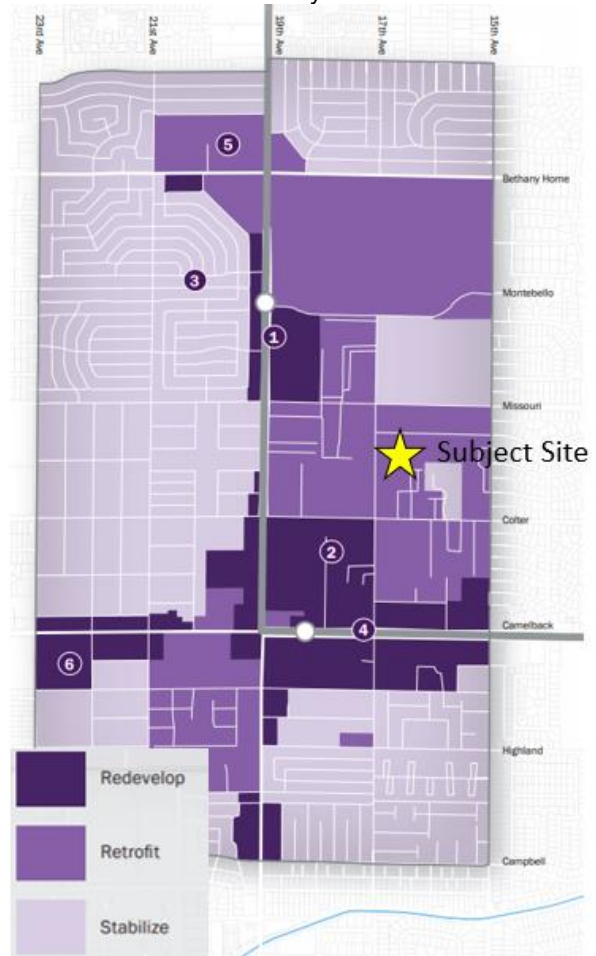 23rd Ave
21st Ave
19th Ave
17th Ave
15th Ave
5
Bethany Home
3
Montebello
1
Missouri
Subject Site
Colter
2
Camelback
4
6
Highland
Redevelop
Retrofit
Campbell
Stabilize